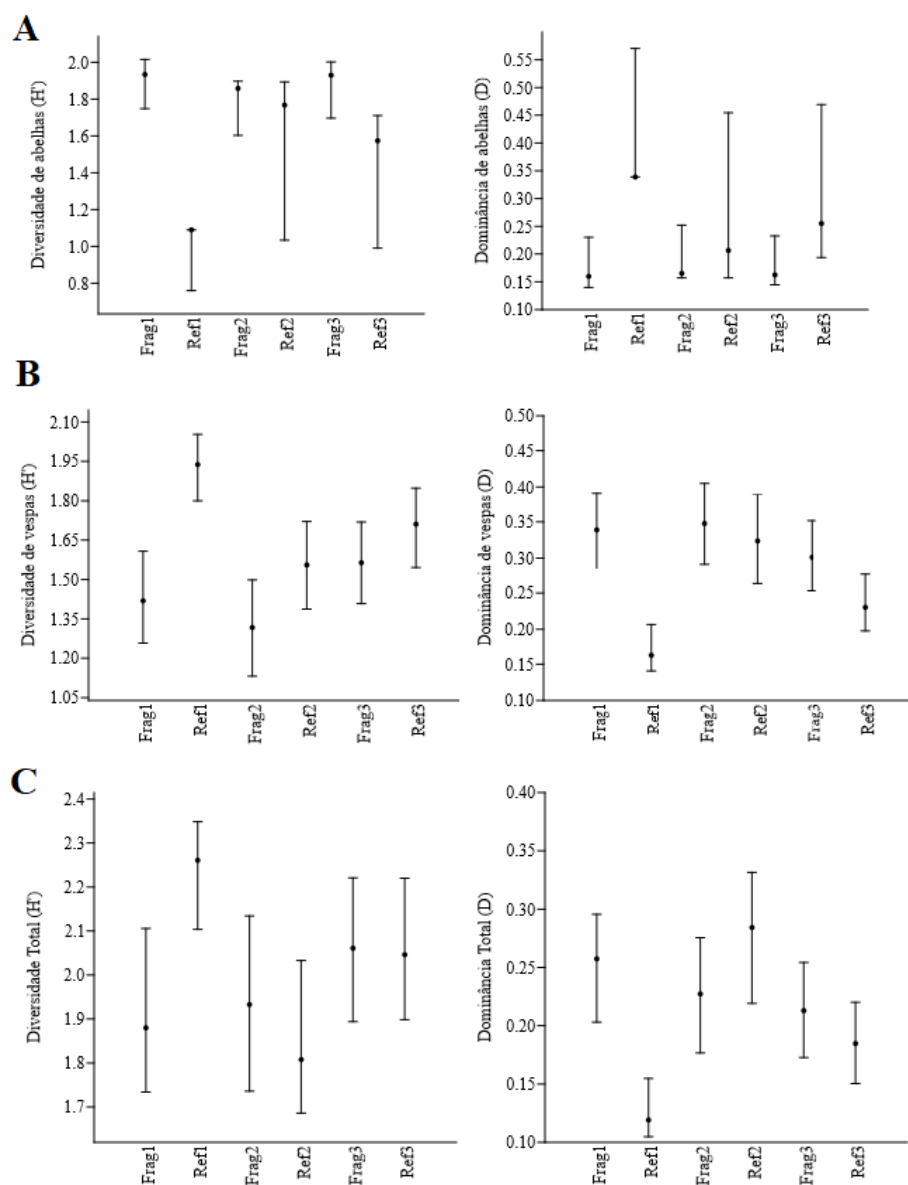 A
Diversidade de abelhas (H')
2.0
1.8
1.6
1.4
1.2
1.0
0.8
Frag1
Ref1
Frag2
Ref2
Frag3
Ref3
Dominância de abelhas (D)
0.55
0.50
0.45
0.40
0.35
0.30
0.25
0.20
0.15
0.10
Frag1
Ref1
Frag2
Ref2
Frag3
Ref3
B
Diversidade de vespas (H')
2.10
1.95
1.80
1.65
1.50
1.35
1.20
1.05
Frag1
Ref1
Frag2
Ref2
Frag3
Ref3
Dominância de vespas (D)
0.50
0.45
0.40
0.35
0.30
0.25
0.20
0.15
0.10
Frag1
Ref1
Frag2
Ref2
Frag3
Ref3
C
Diversidade Total (H')
2.4
2.3
2.2
2.1
2.0
1.9
1.8
1.7
Frag1
Ref1
Frag2
Ref2
Frag3
Ref3
Dominância Total (D)
0.40
0.35
0.30
0.25
0.20
0.15
0.10
Frag1
Ref1
Frag2
Ref2
Frag3
Ref3